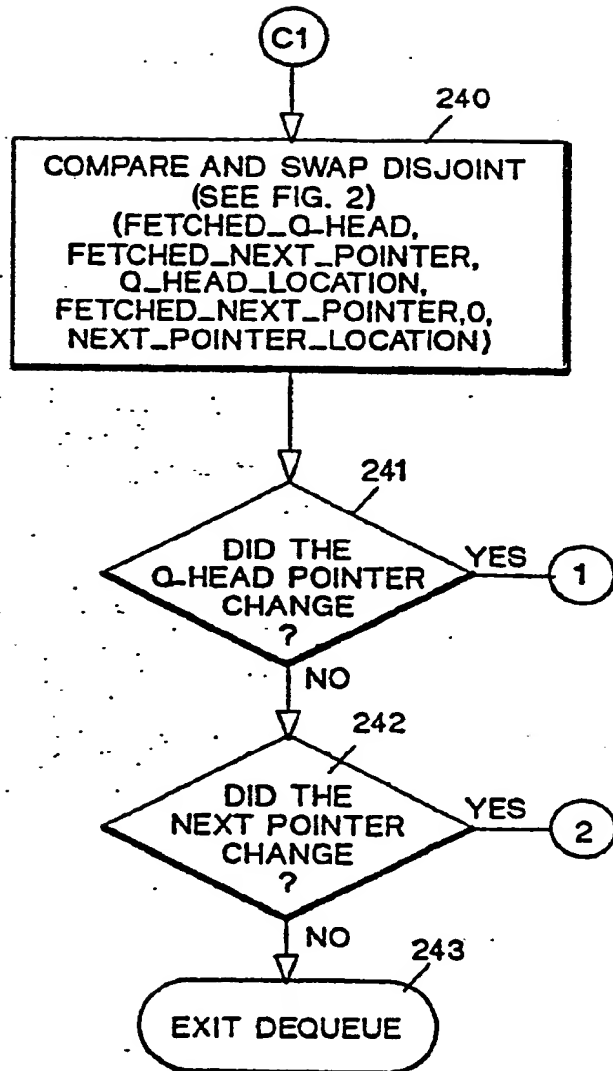 C1
240
COMPARE AND SWAP DISJOINT
(SEE FIG. 2)
(FETCHED_Q_HEAD,
FETCHED_NEXT_POINTER,
Q_HEAD_LOCATION,
FETCHED_NEXT_POINTER,0,
NEXT_POINTER_LOCATION)
241
DID THE
Q_HEAD POINTER
CHANGE
?
YES
1
NO
242
DID THE
NEXT POINTER
CHANGE
?
YES
2
NO
243
EXIT DEQUEUE